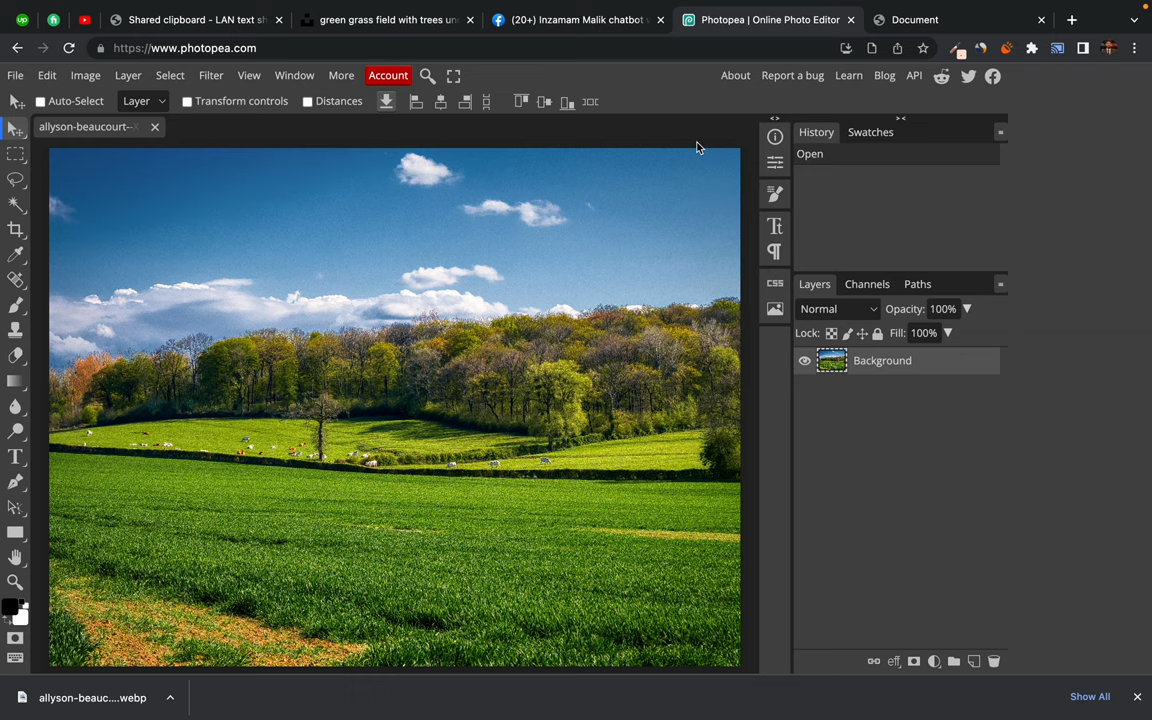 Shared clipboard - LAN text sh
green grass field with trees un
(20+) Inzamam Malik chatbot
Photopea | Online Photo Editor
Document
https://www.photopea.com
File Edit Image Layer Select Filter View Window More Account About Report a bug Learn Blog API
Auto-Select Layer Transform controls Distances
allyson-beaucourt--X
History Swatches
Open
Layers Channels Paths
Normal Opacity: 100%
Lock: Fill: 100%
Background
CSS
eff
allyson-beauc....webp
Show All